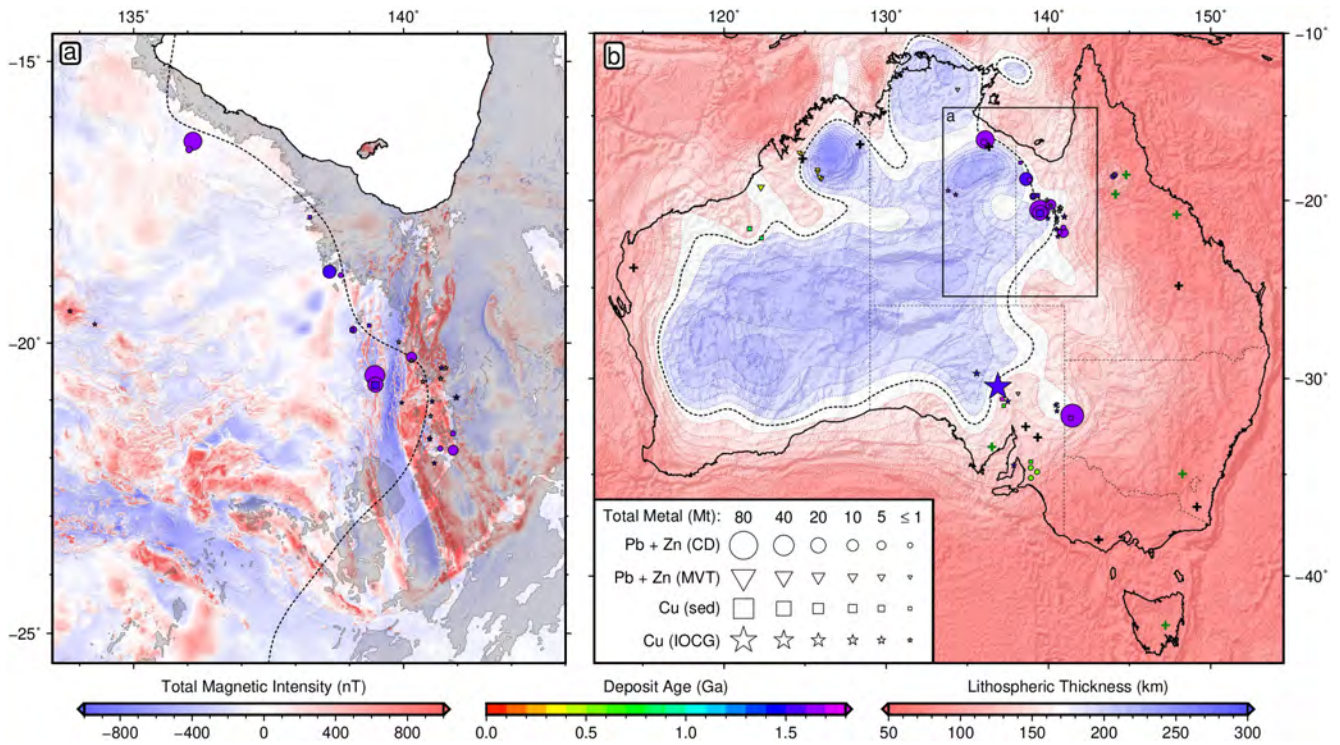 135° 140° 120° 130° 140° 150°
a
b
a
−15°
−20°
−25°
−10°
−20°
−30°
−40°
Total Metal (Mt): 80 40 20 10 5 ≤ 1
Pb + Zn (CD)
Pb + Zn (MVT)
Cu (sed)
Cu (IOCG)
Total Magnetic Intensity (nT)
−800 −400 0 400 800
Deposit Age (Ga)
0.0 0.5 1.0 1.5
Lithospheric Thickness (km)
50 100 150 200 250 300